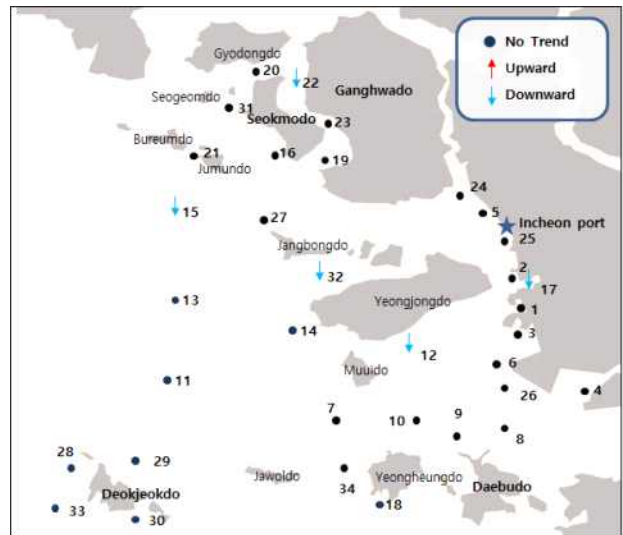 No Trend
Upward
Downward
Gyodongdo
20
22
Ganghwado
Seogeomdo
31
Seokmodo
23
Bureumdo
21
16
19
Jumundo
24
15
5
27
Incheon port
25
Jangbongdo
2
32
17
13
Yeongjongdo
1
14
3
12
6
Muuido
11
26
4
7
10
9
8
28
29
34
Jawoldo
Yeongheungdo
Daebudo
Deokjeokdo
18
33
30